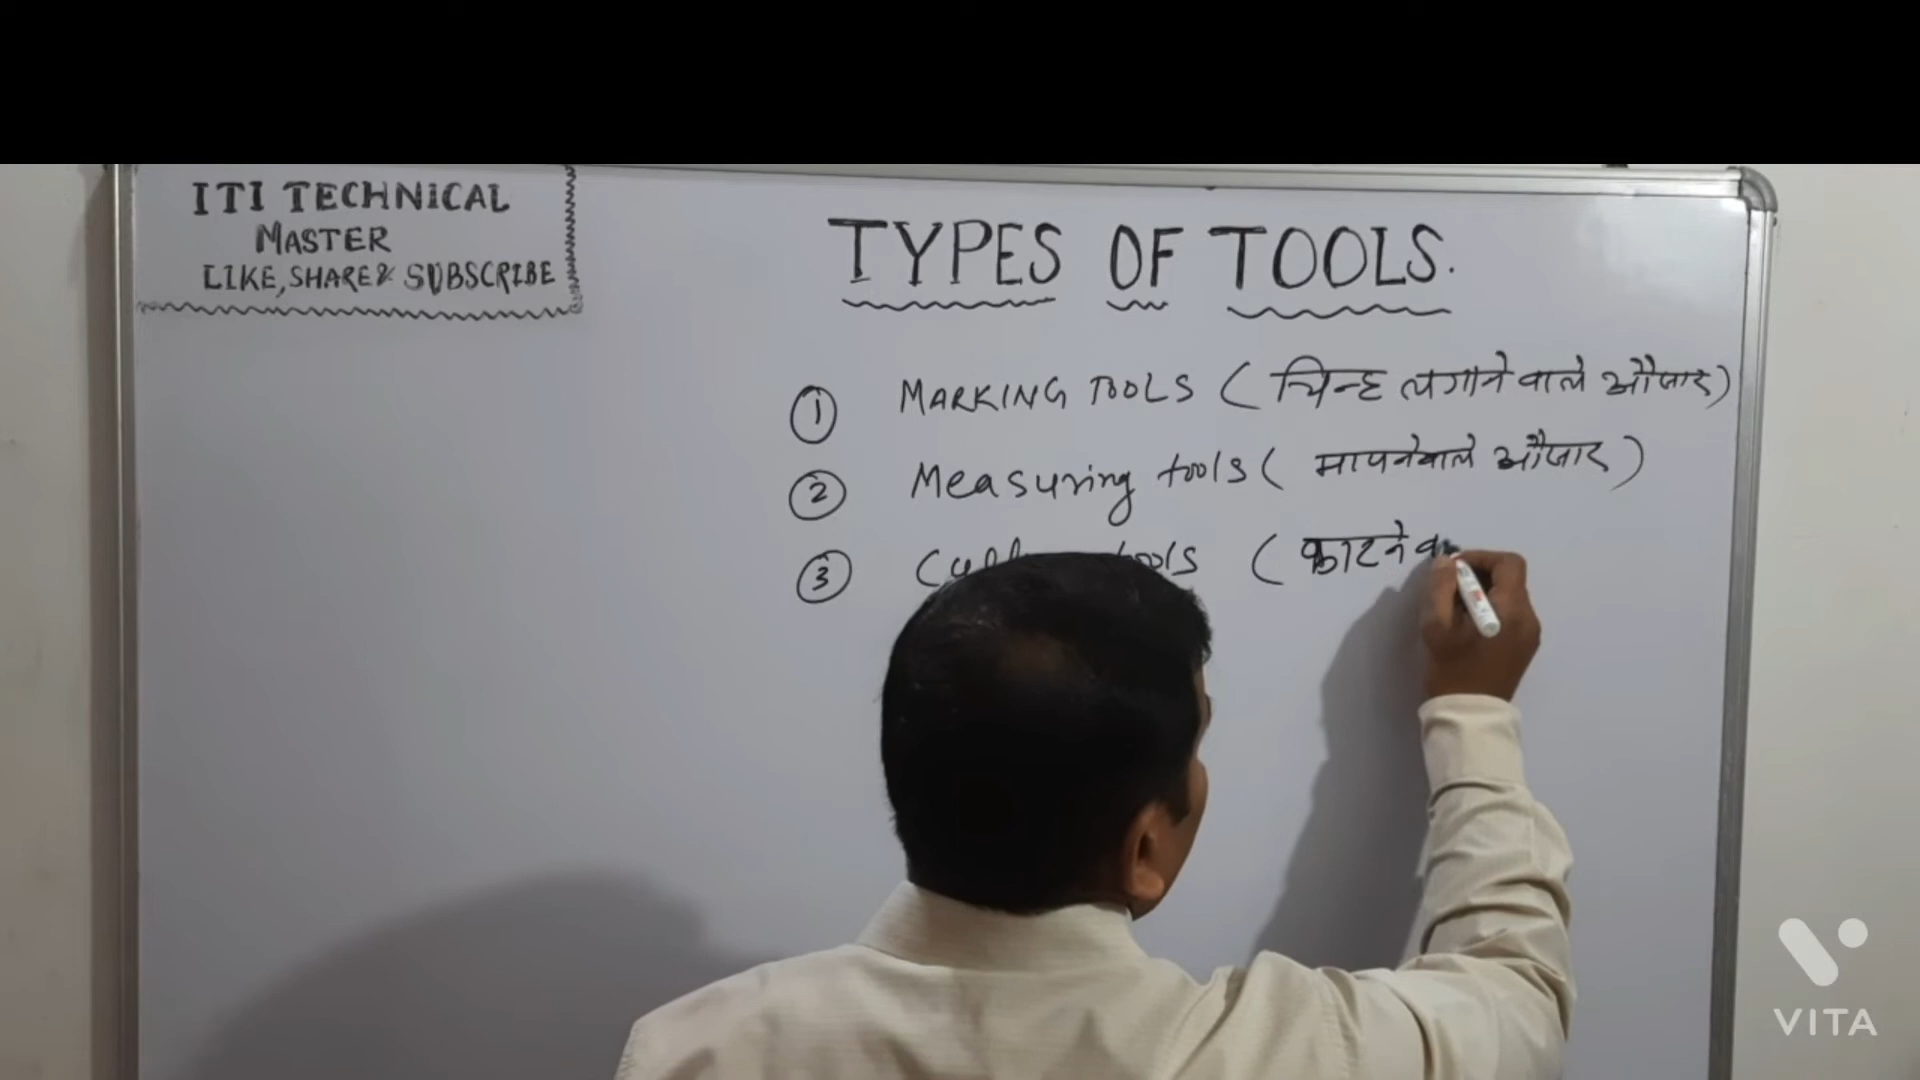 ITI TECHNICAL
MASTER
LIKE, SHARE & SUBSCRIBE
TYPES OF TOOLS.
1 MARKING TOOLS (चिन्ह लगाने वाले औजार)
2 Measuring tools (मापनेवाले औजार)
3 tools (काटने
VITA